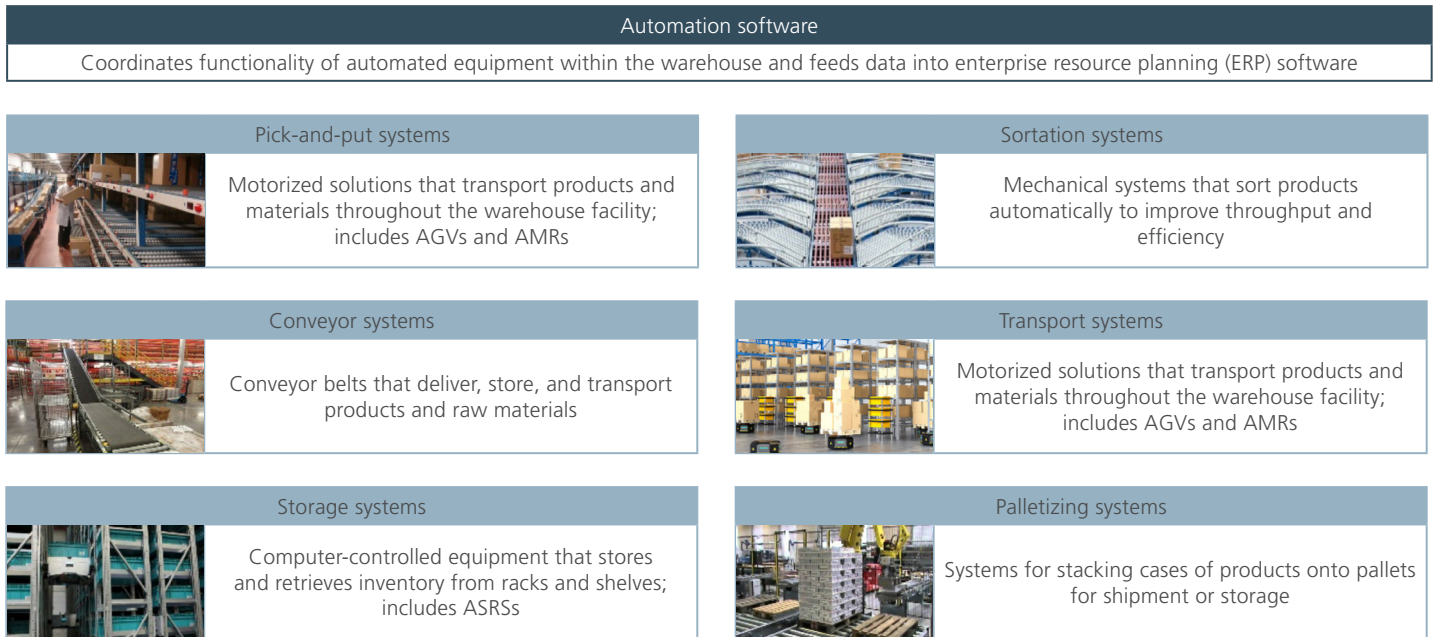 Automation software
Coordinates functionality of automated equipment within the warehouse and feeds data into enterprise resource planning (ERP) software
Pick-and-put systems
Motorized solutions that transport products and
materials throughout the warehouse facility;
includes AGVs and AMRs
Sortation systems
Mechanical systems that sort products
automatically to improve throughput and
efficiency
Conveyor systems
Conveyor belts that deliver, store, and transport
products and raw materials
Transport systems
Motorized solutions that transport products and
materials throughout the warehouse facility;
includes AGVs and AMRs
Storage systems
Computer-controlled equipment that stores
and retrieves inventory from racks and shelves;
includes ASRSs
Palletizing systems
Systems for stacking cases of products onto pallets
for shipment or storage